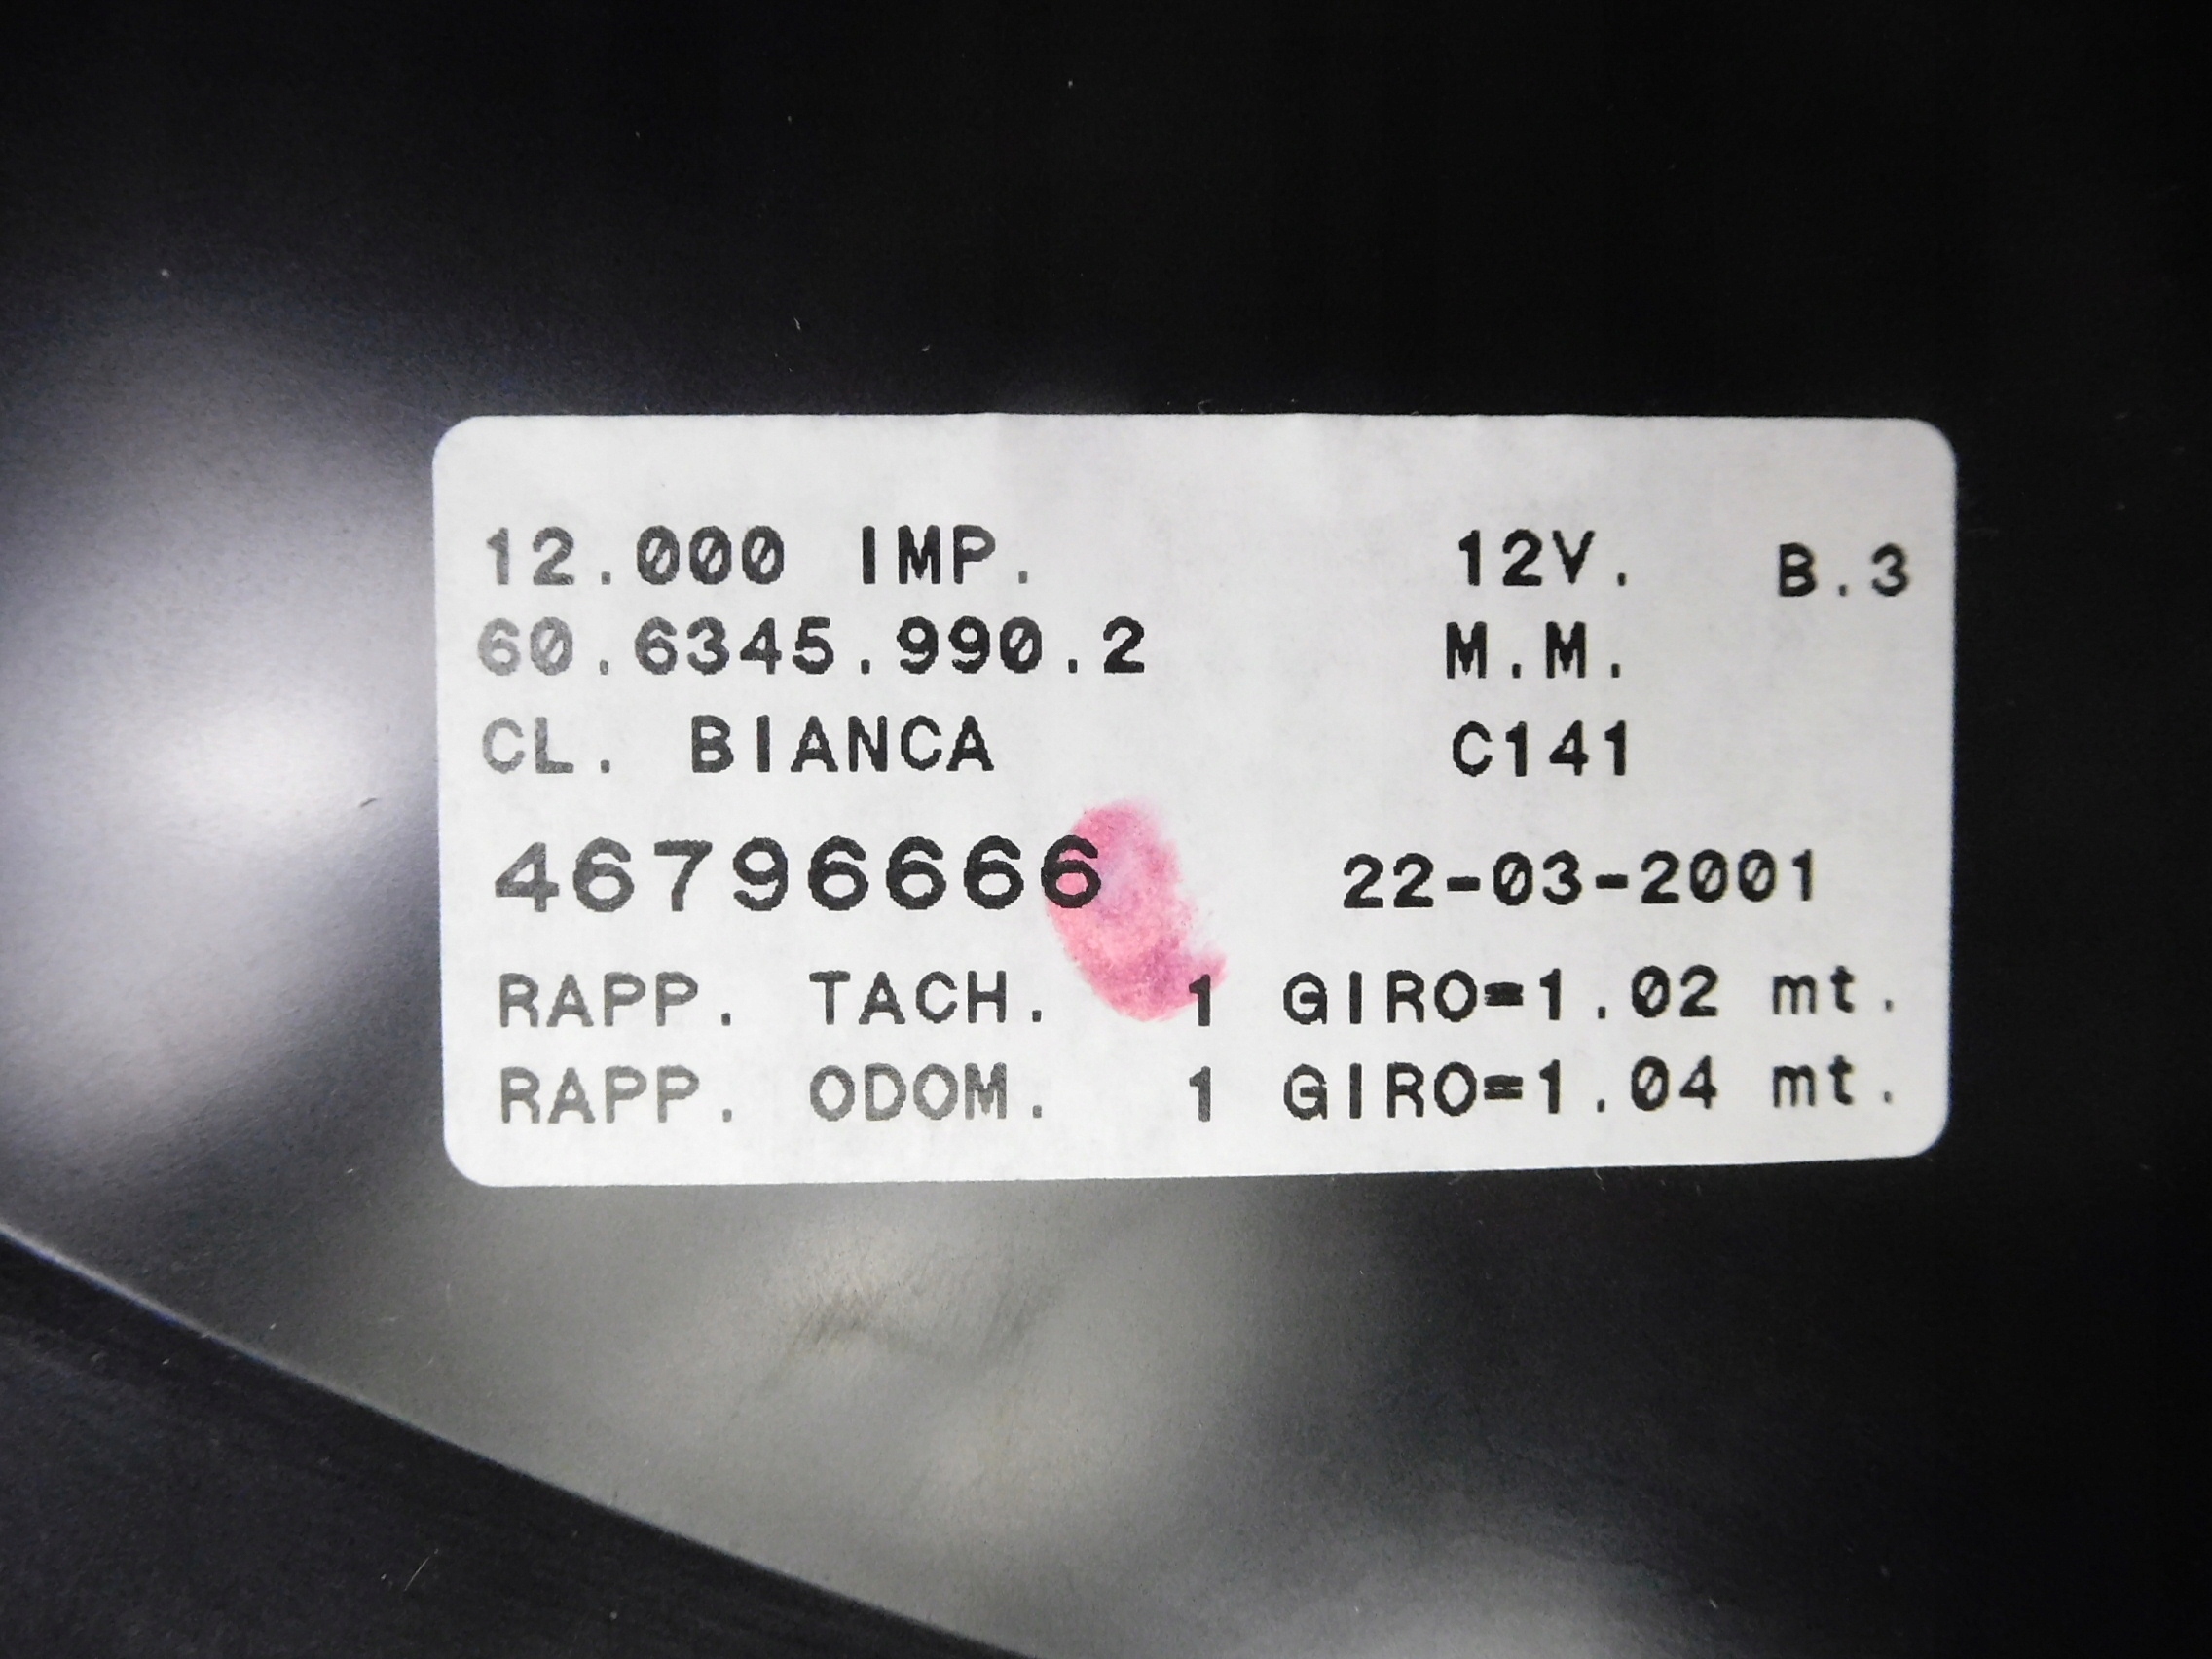 12.000 IMP. 12V. B.3
60.6345.990.2 M.M.
CL. BIANCA C141
46796666 22-03-2001
RAPP. TACH. 1 GIRO=1.02 mt.
RAPP. ODOM. 1 GIRO=1.04 mt.